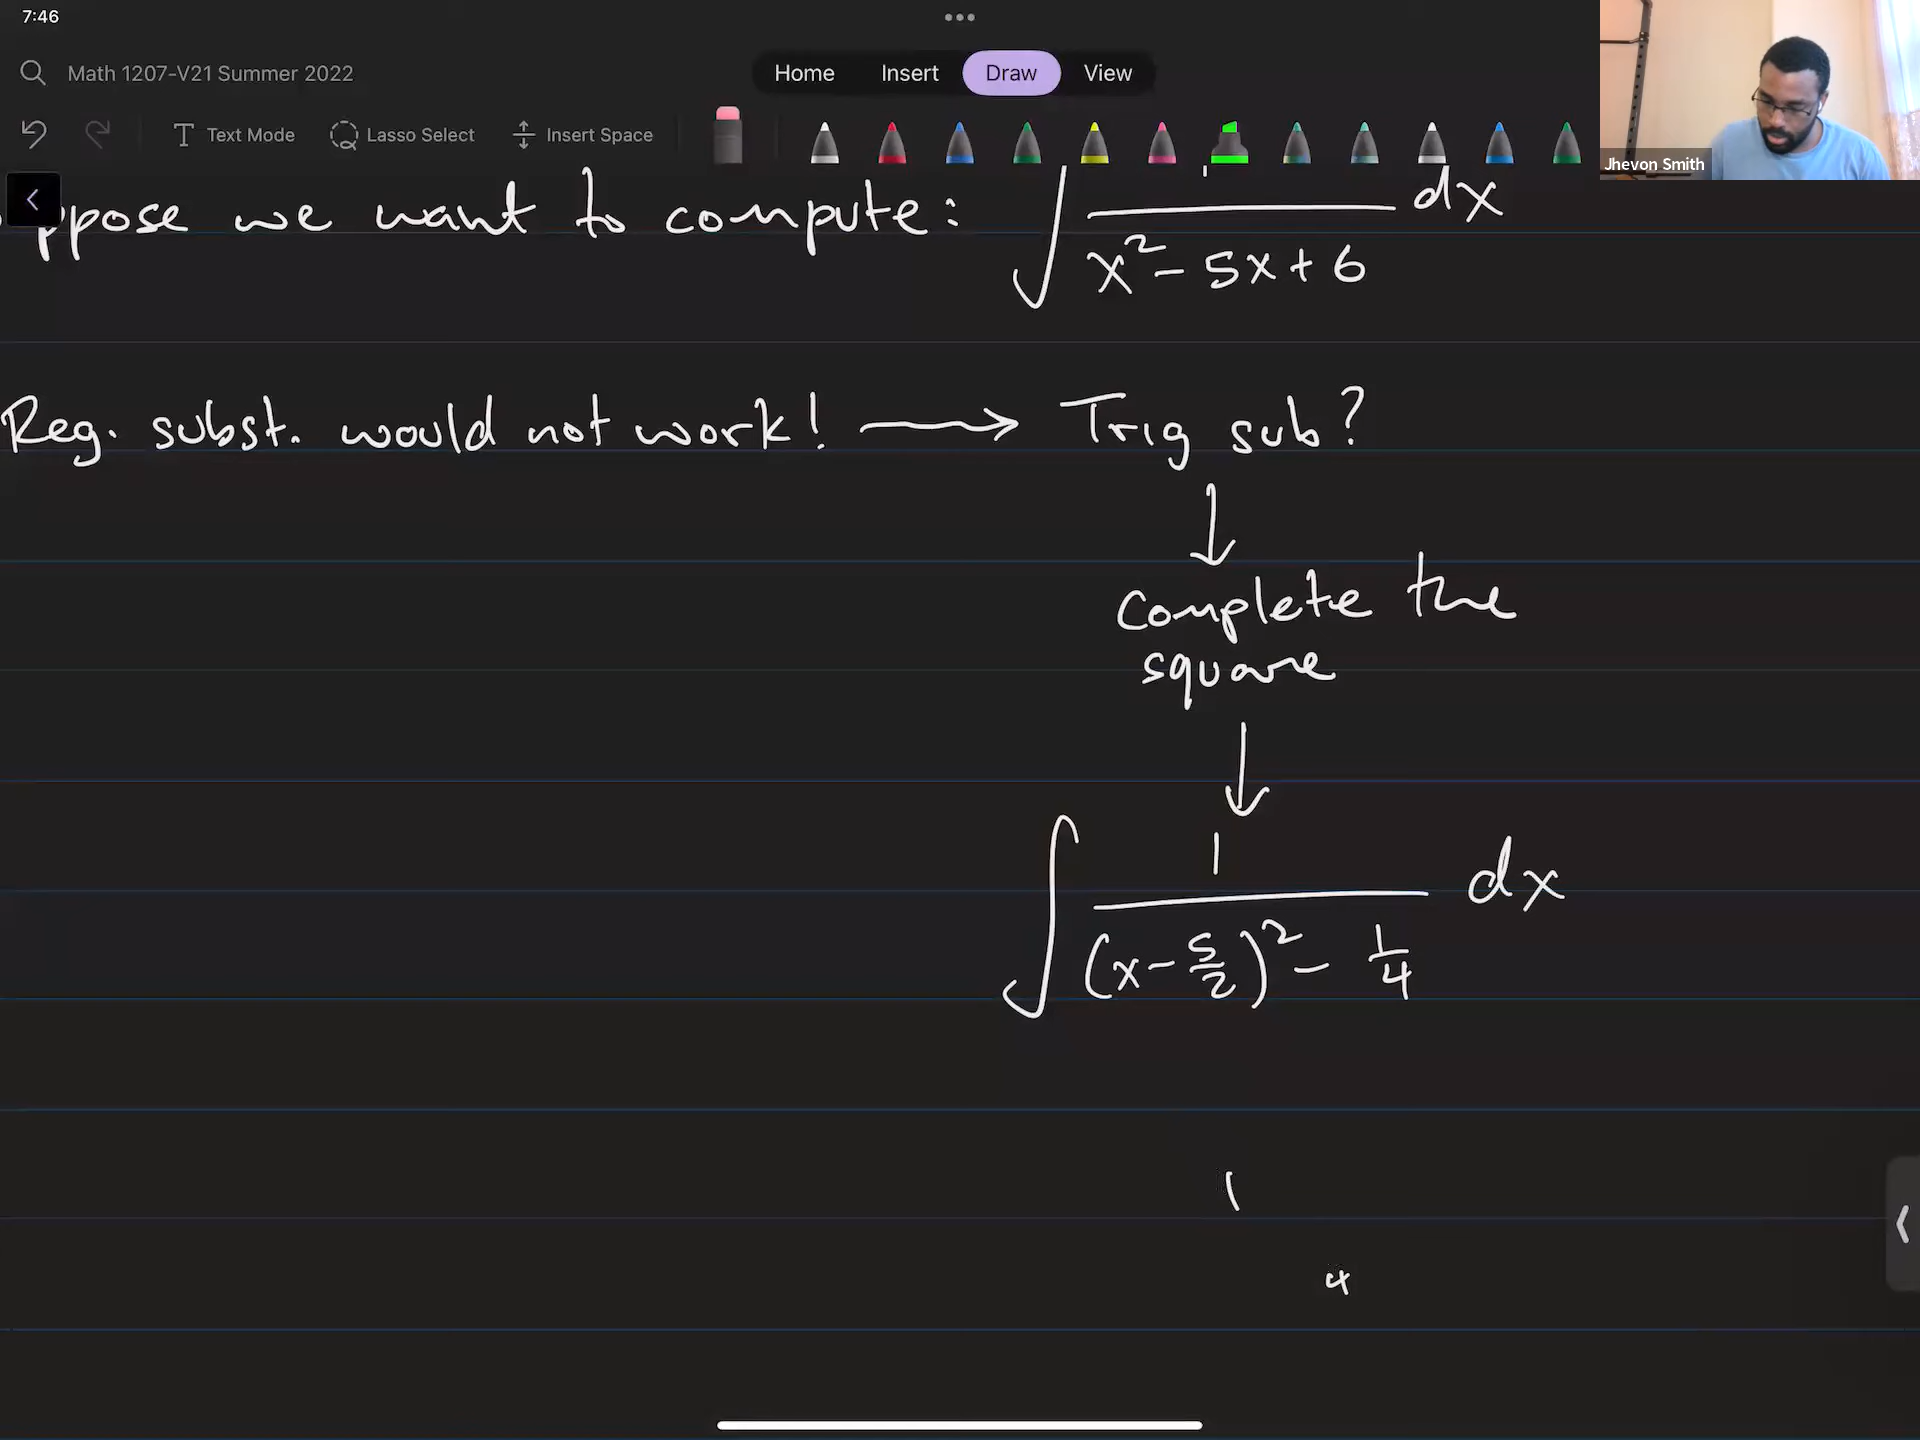 7:46
Math 1207-V21 Summer 2022
Home Insert Draw View
Text Mode Lasso Select Insert Space
Jhevon Smith
ppose we want to compute: ∫ 1/(x² - 5x + 6) dx
Reg. subst. would not work! → Trig sub?
↓
Complete the
square
↓
∫ 1/((x - 5/2)² - 1/4) dx
1
4